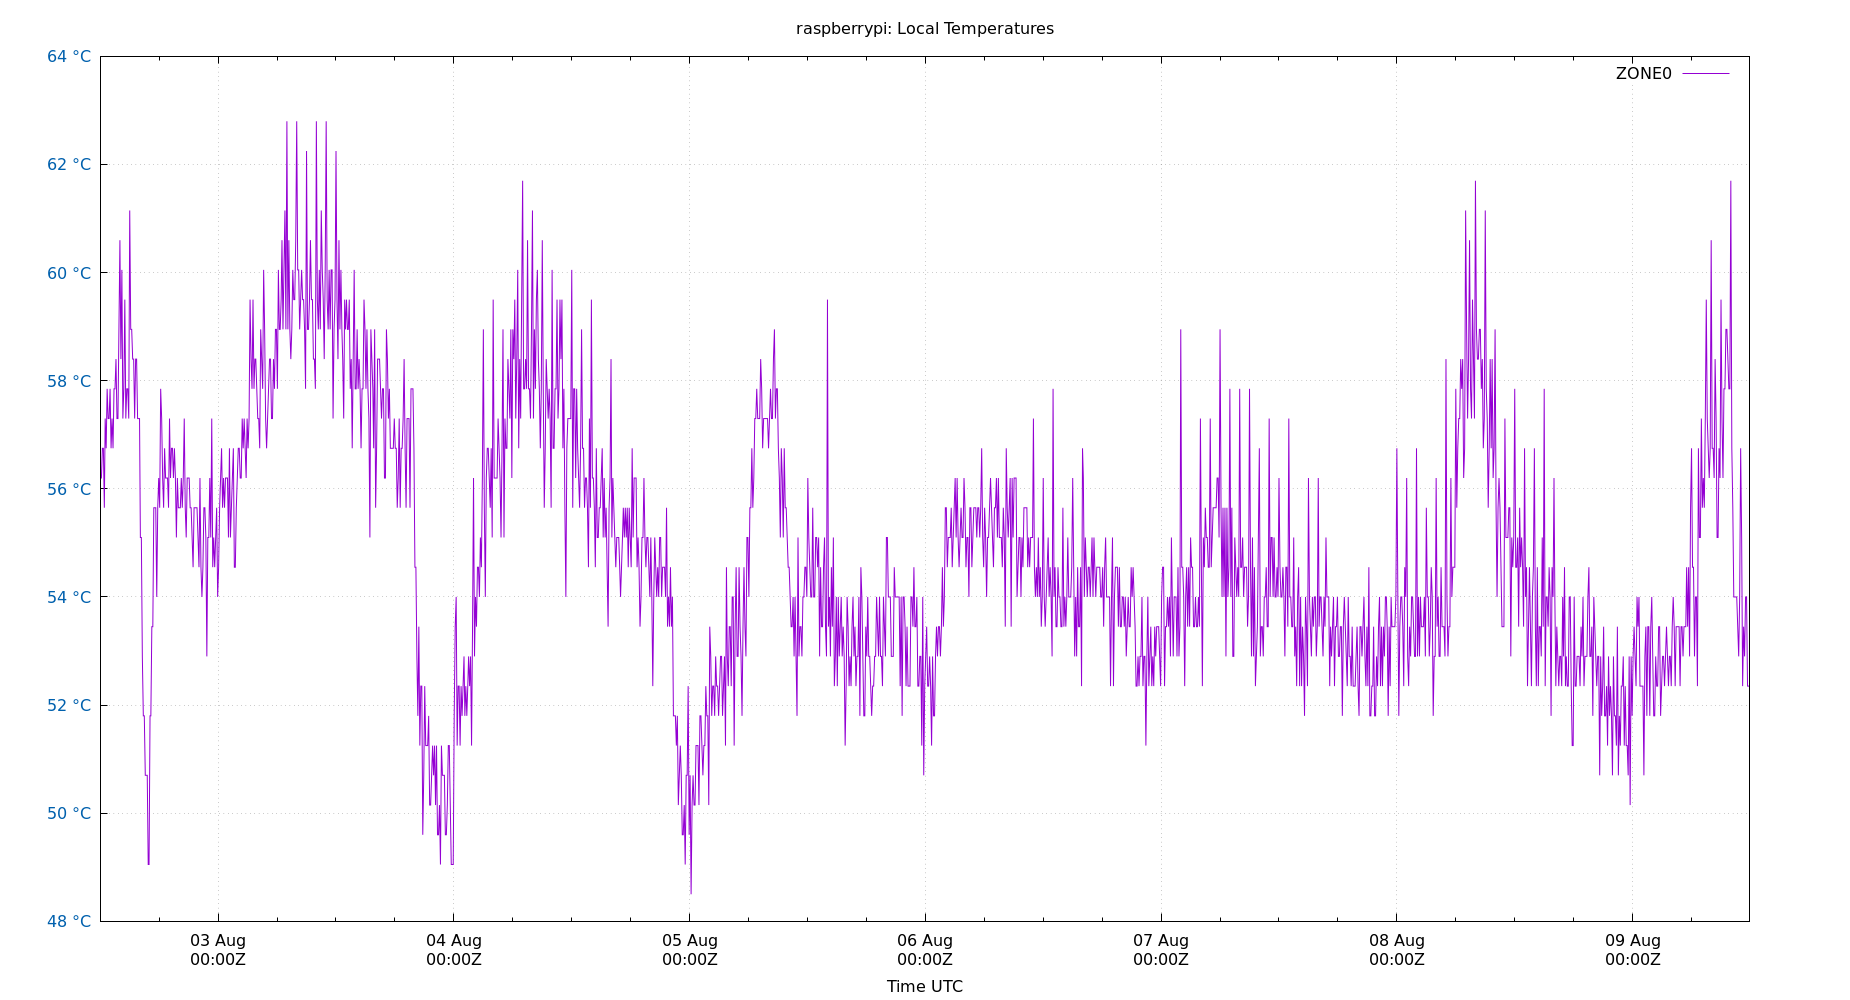 raspberrypi: Local Temperatures
64 °C
ZONE0
62 °C
60 °C
58 °C
56 °C
54 °C
52 °C
50 °C
48 °C
03 Aug 04 Aug 05 Aug 06 Aug 07 Aug 08 Aug 09 Aug
00:00Z 00:00Z 00:00Z 00:00Z 00:00Z 00:00Z 00:00Z
Time UTC